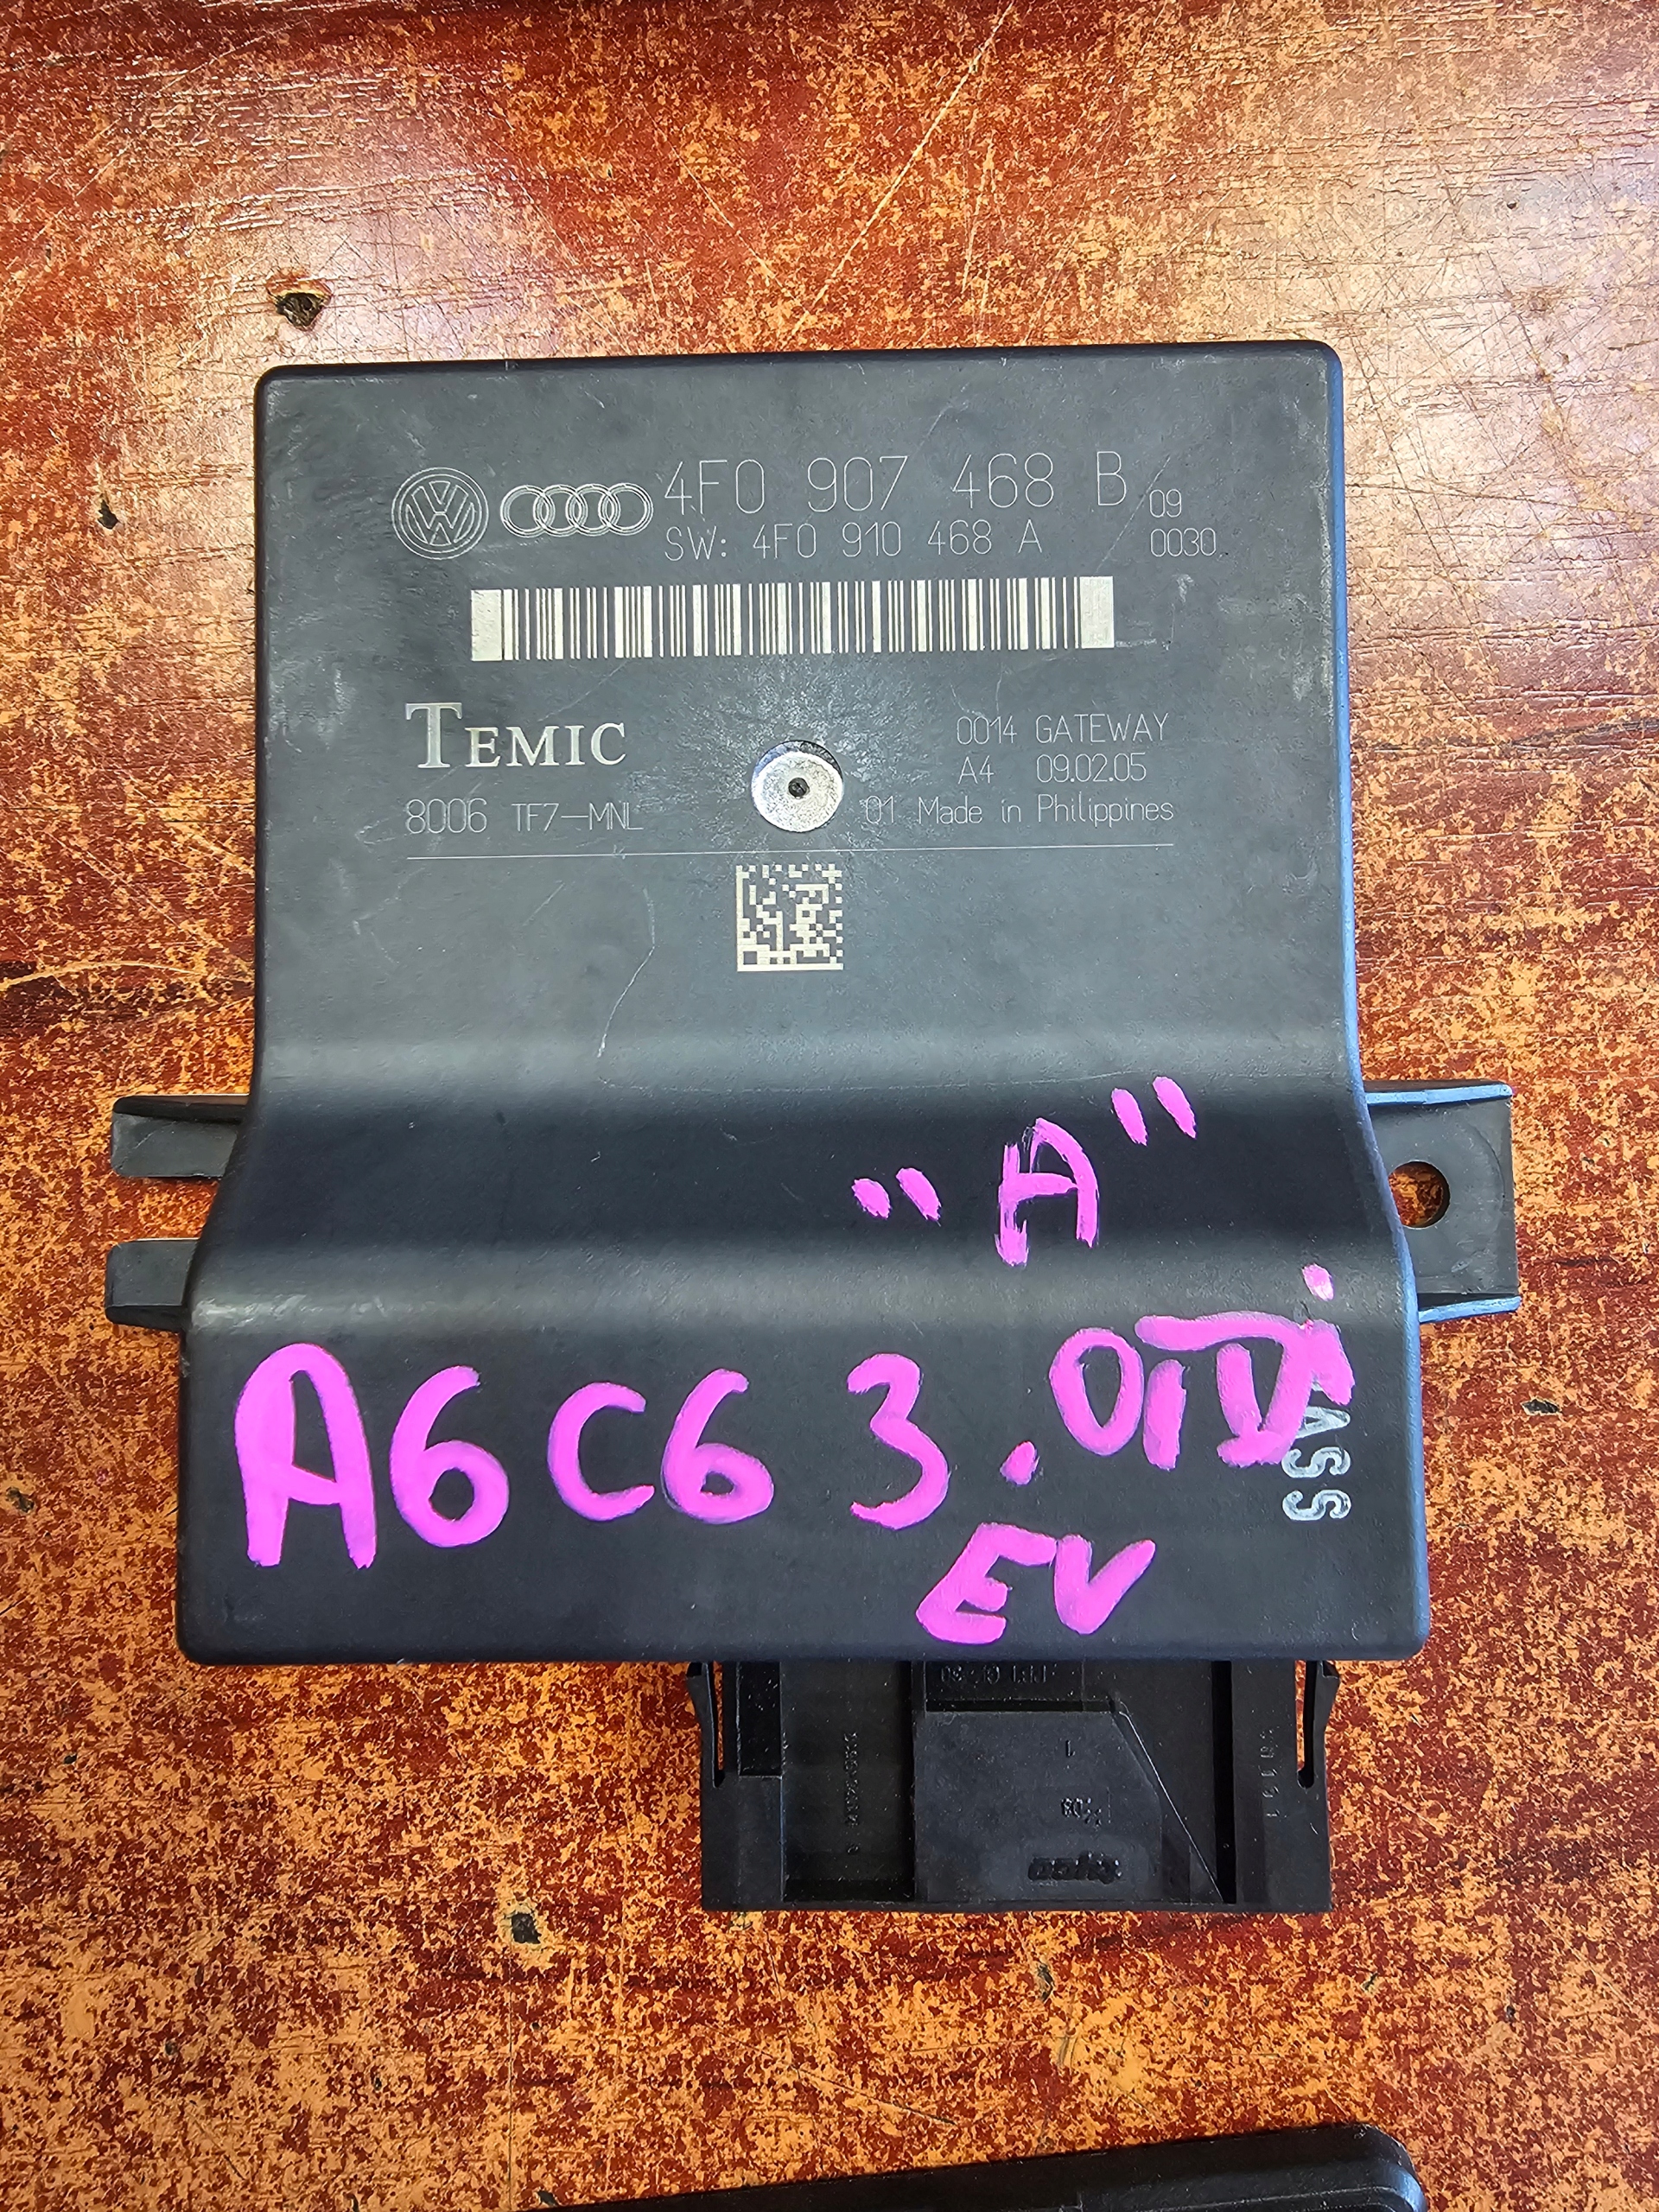 4F0 907 468 B 09
SW: 4F0 910 468 A 0030
TEMIC
0014 GATEWAY
A4 09.02.05
8006 TF7-MNL
01 Made in Philippines
"A"
A6 C6 3.0TDi
ASS
EV